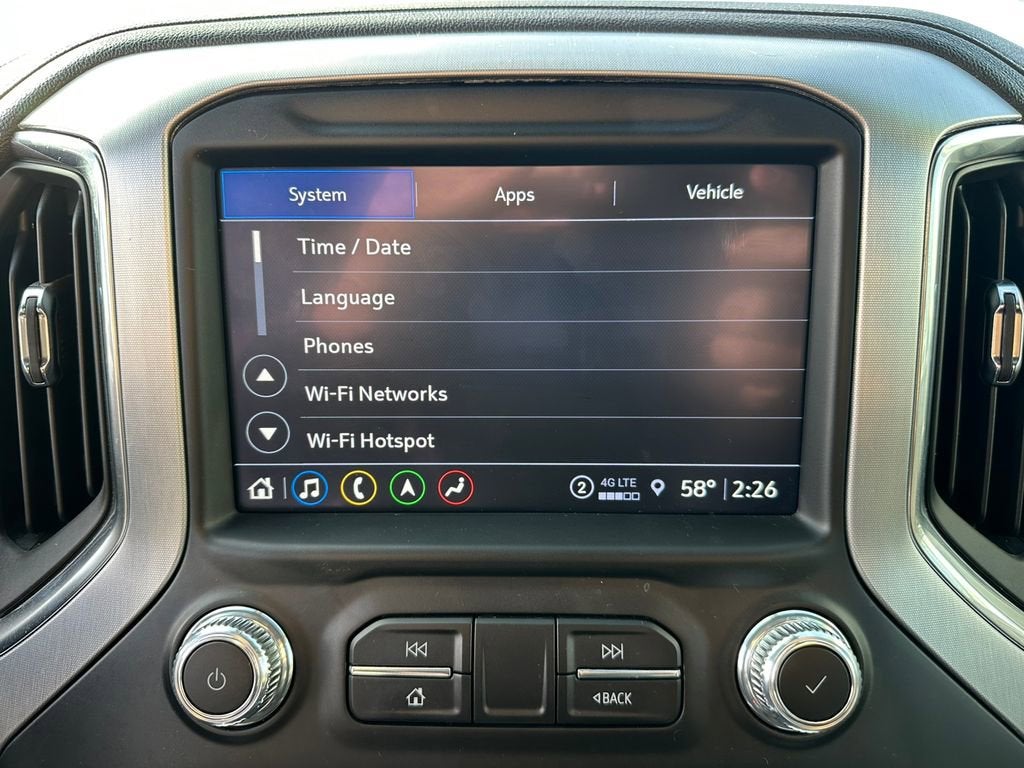 System Apps Vehicle
Time / Date
Language
Phones
Wi-Fi Networks
Wi-Fi Hotspot
2 4G LTE 58° 2:26
BACK